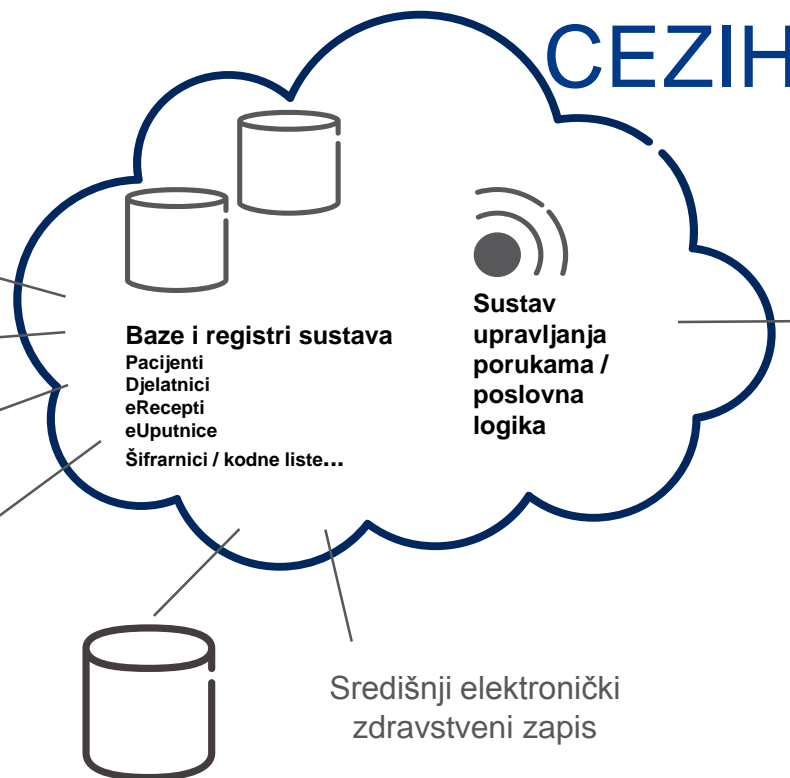 CEZIH
Baze i registri sustava
Pacijenti
Djelatnici
eRecepti
eUputnice
Šifrarnici / kodne liste...
Sustav
upravljanja
porukama /
poslovna
logika
Središnji elektronički
zdravstveni zapis